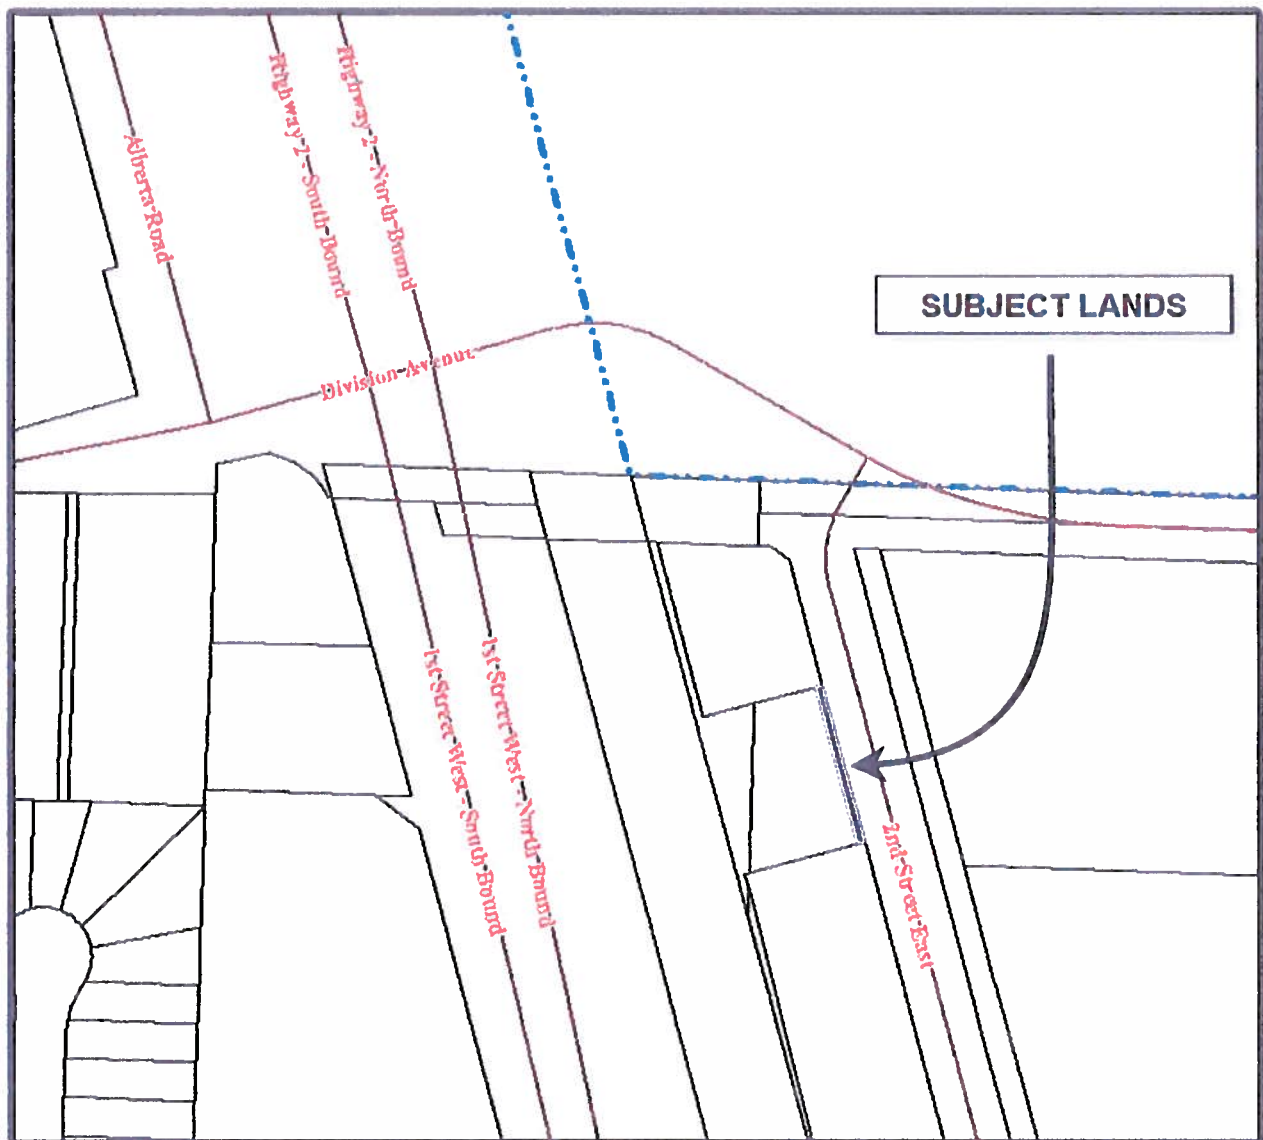 Alberta Road
Highway 2 - South Bound
Highway 2 - North Bound
SUBJECT LANDS
Division Avenue
1st Street West - South Bound
1st Street West - North Bound
2nd Street East